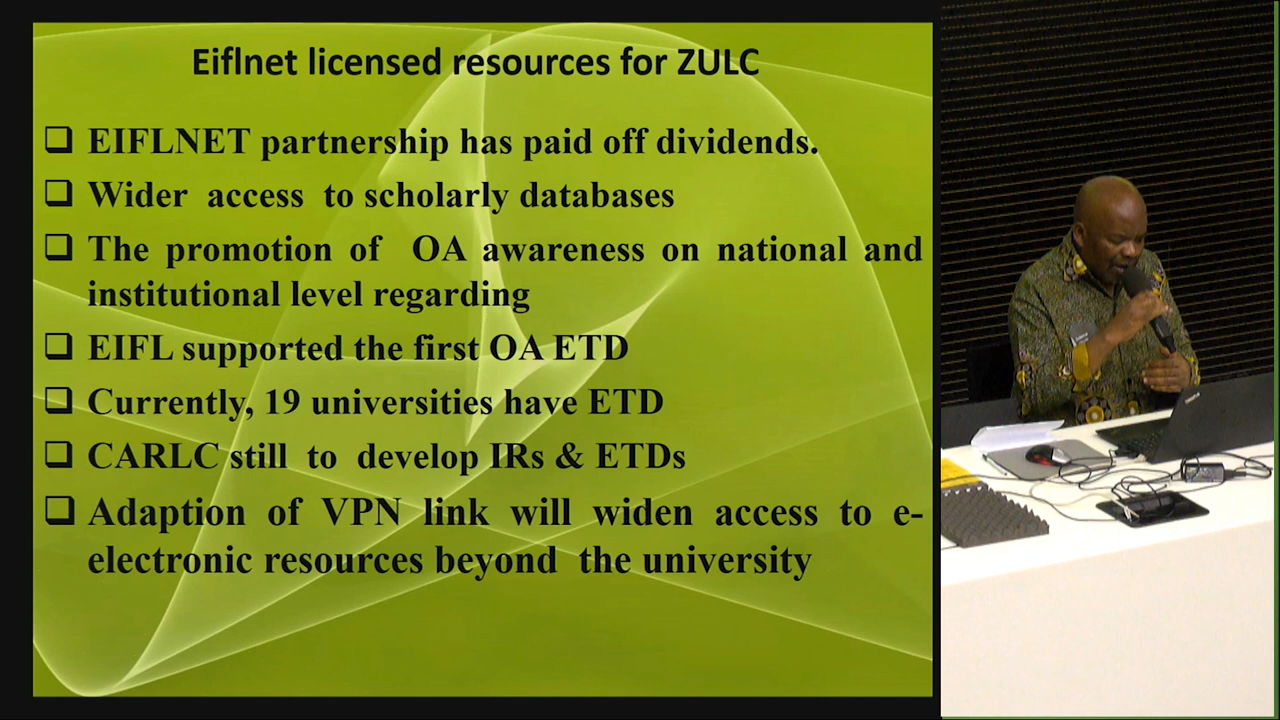 Eiflnet licensed resources for ZULC
❑ EIFLNET partnership has paid off dividends.
❑ Wider access to scholarly databases
❑ The promotion of OA awareness on national and
institutional level regarding
❑ EIFL supported the first OA ETD
❑ Currently, 19 universities have ETD
❑ CARLC still to develop IRs & ETDs
❑ Adaption of VPN link will widen access to e-
electronic resources beyond the university